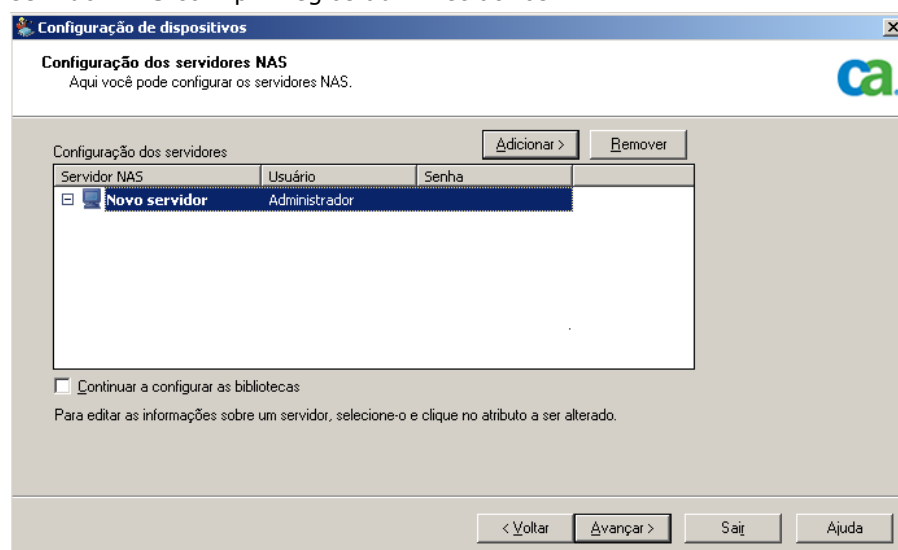 Configuração de dispositivos
Configuração dos servidores NAS
Aqui você pode configurar os servidores NAS.
ca.
Configuração dos servidores
Adicionar >
Remover
Servidor NAS Usuário Senha
Novo servidor Administrador
Continuar a configurar as bibliotecas
Para editar as informações sobre um servidor, selecione-o e clique no atributo a ser alterado.
< Voltar Avançar > Sair Ajuda